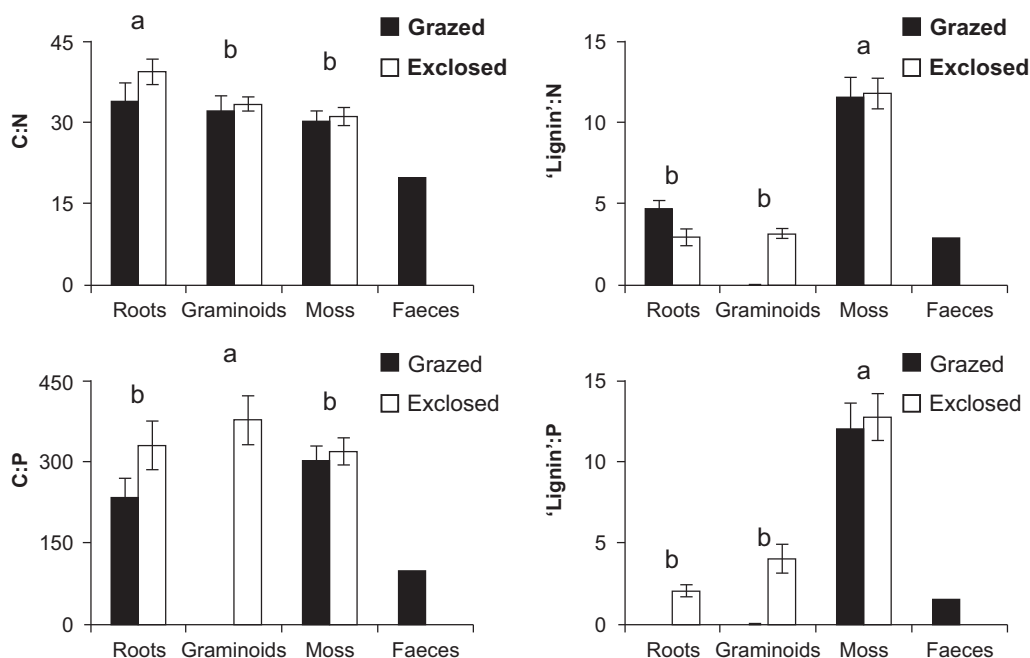 C:N
45
30
15
0
a
b
b
Grazed
Exclosed
Roots Graminoids Moss Faeces
'Lignin':N
15
10
5
0
b
b
a
Grazed
Exclosed
Roots Graminoids Moss Faeces
C:P
450
300
150
0
b
a
b
Grazed
Exclosed
Roots Graminoids Moss Faeces
'Lignin':P
15
10
5
0
b
b
a
Grazed
Exclosed
Roots Graminoids Moss Faeces